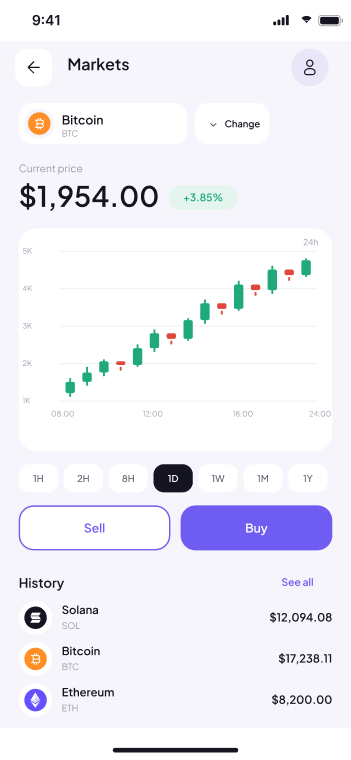 9:41
Markets
Bitcoin
BTC
Change
Current price
$1,954.00
+3.85%
24h
5K
4K
3K
2K
1K
08:00 12:00 18:00 24:00
1H 2H 8H 1D 1W 1M 1Y
Sell Buy
History See all
Solana
SOL
$12,094.08
Bitcoin
BTC
$17,238.11
Ethereum
ETH
$8,200.00